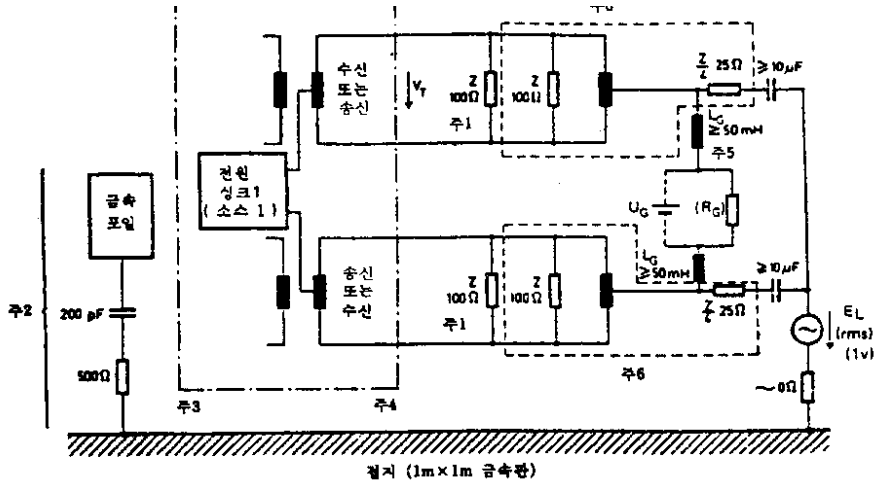 수신
또는
송신
V_T
Z
100Ω
Z
100Ω
주1
Z/2 25Ω
≥10μF
L_G
≥50mH
주5
전원
싱크1
(소스 1)
금속
포일
U_G
(R_G)
L_G
≥50mH
≥10μF
송신
또는
수신
Z
100Ω
Z
100Ω
주1
25Ω
주2
200 pF
E_L
(rms)
(1v)
500Ω
주6
~0Ω
주3
주4
접지 (1m×1m 금속판)